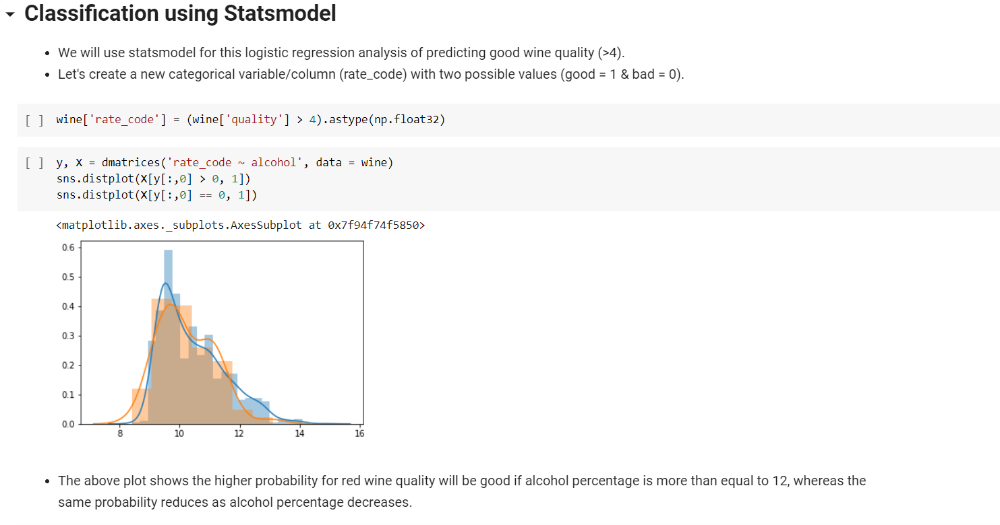 Classification using Statsmodel
• We will use statsmodel for this logistic regression analysis of predicting good wine quality (>4).
• Let's create a new categorical variable/column (rate_code) with two possible values (good = 1 & bad = 0).
[ ] wine['rate_code'] = (wine['quality'] > 4).astype(np.float32)
[ ] y, X = dmatrices('rate_code ~ alcohol', data = wine)
sns.distplot(X[y[:,0] > 0, 1])
sns.distplot(X[y[:,0] == 0, 1])
<matplotlib.axes._subplots.AxesSubplot at 0x7f94f74f5850>
0.6
0.5
0.4
0.3
0.2
0.1
0.0
8 10 12 14 16
• The above plot shows the higher probability for red wine quality will be good if alcohol percentage is more than equal to 12, whereas the
same probability reduces as alcohol percentage decreases.